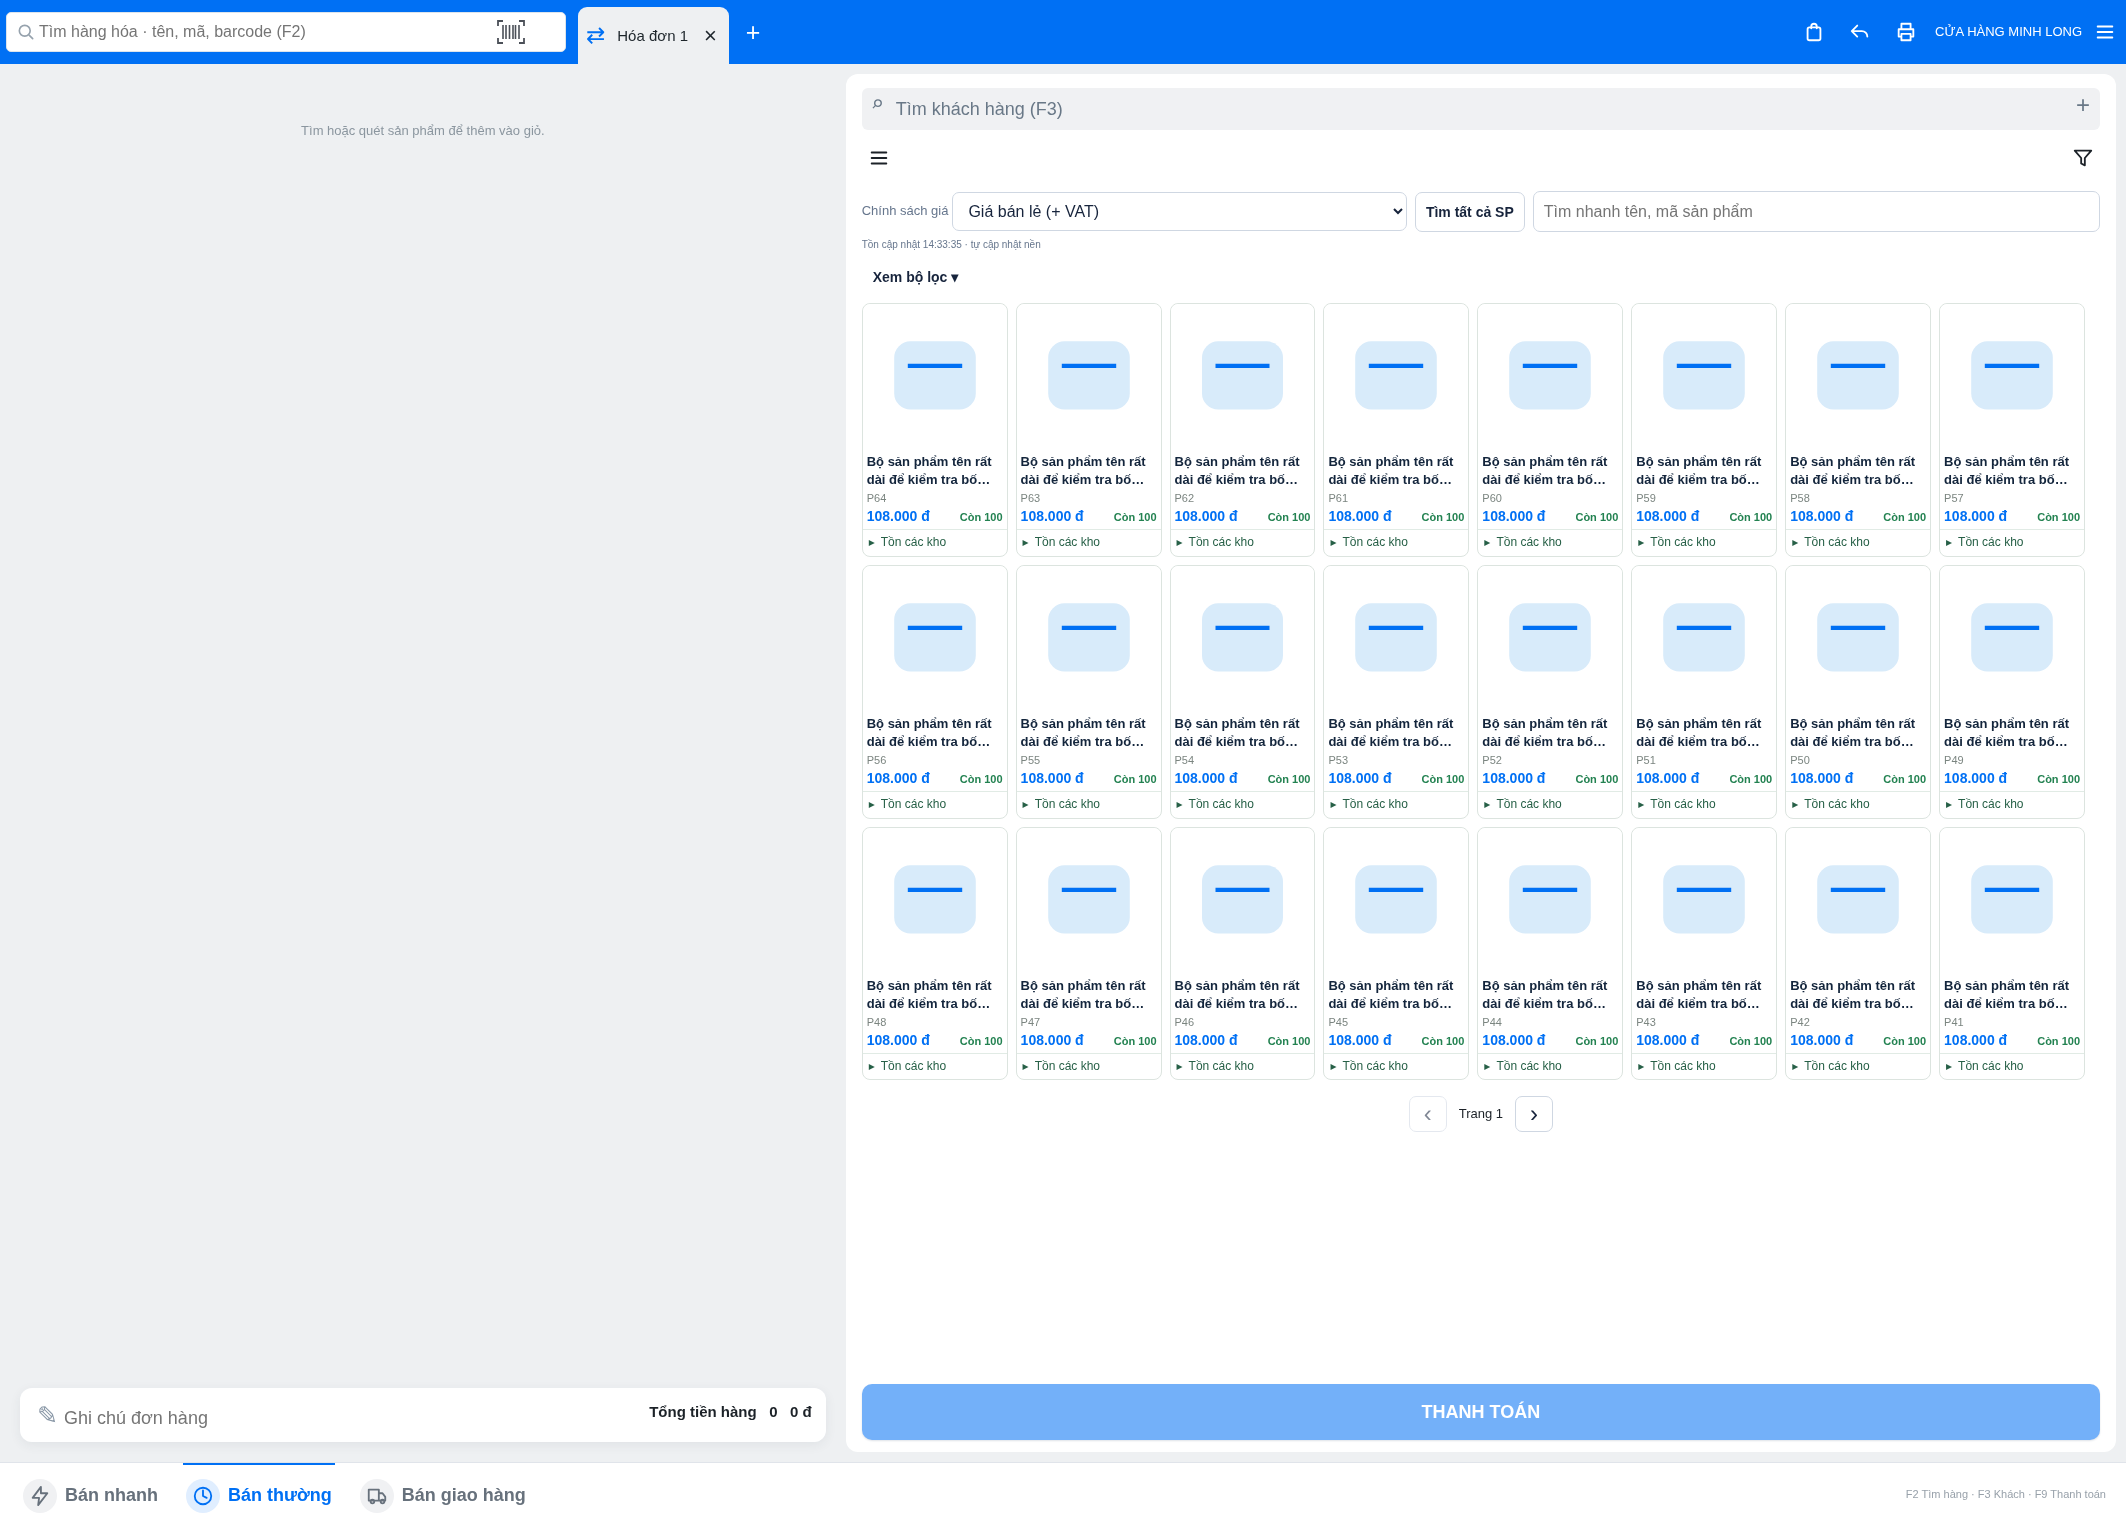 Tìm hàng hóa · tên, mã, barcode (F2)
Hóa đơn 1
CỬA HÀNG MINH LONG
Tìm hoặc quét sản phẩm để thêm vào giỏ.
Tìm khách hàng (F3)
Chính sách giá
Giá bán lẻ (+ VAT)
Tìm tất cả SP
Tìm nhanh tên, mã sản phẩm
Tồn cập nhật 14:33:35 · tự cập nhật nền
Xem bộ lọc ▾
Bộ sản phẩm tên rất dài để kiểm tra bố…
P64
108.000 đ Còn 100
▸ Tồn các kho
Bộ sản phẩm tên rất dài để kiểm tra bố…
P63
108.000 đ Còn 100
▸ Tồn các kho
Bộ sản phẩm tên rất dài để kiểm tra bố…
P62
108.000 đ Còn 100
▸ Tồn các kho
Bộ sản phẩm tên rất dài để kiểm tra bố…
P61
108.000 đ Còn 100
▸ Tồn các kho
Bộ sản phẩm tên rất dài để kiểm tra bố…
P60
108.000 đ Còn 100
▸ Tồn các kho
Bộ sản phẩm tên rất dài để kiểm tra bố…
P59
108.000 đ Còn 100
▸ Tồn các kho
Bộ sản phẩm tên rất dài để kiểm tra bố…
P58
108.000 đ Còn 100
▸ Tồn các kho
Bộ sản phẩm tên rất dài để kiểm tra bố…
P57
108.000 đ Còn 100
▸ Tồn các kho
Bộ sản phẩm tên rất dài để kiểm tra bố…
P56
108.000 đ Còn 100
▸ Tồn các kho
Bộ sản phẩm tên rất dài để kiểm tra bố…
P55
108.000 đ Còn 100
▸ Tồn các kho
Bộ sản phẩm tên rất dài để kiểm tra bố…
P54
108.000 đ Còn 100
▸ Tồn các kho
Bộ sản phẩm tên rất dài để kiểm tra bố…
P53
108.000 đ Còn 100
▸ Tồn các kho
Bộ sản phẩm tên rất dài để kiểm tra bố…
P52
108.000 đ Còn 100
▸ Tồn các kho
Bộ sản phẩm tên rất dài để kiểm tra bố…
P51
108.000 đ Còn 100
▸ Tồn các kho
Bộ sản phẩm tên rất dài để kiểm tra bố…
P50
108.000 đ Còn 100
▸ Tồn các kho
Bộ sản phẩm tên rất dài để kiểm tra bố…
P49
108.000 đ Còn 100
▸ Tồn các kho
Bộ sản phẩm tên rất dài để kiểm tra bố…
P48
108.000 đ Còn 100
▸ Tồn các kho
Bộ sản phẩm tên rất dài để kiểm tra bố…
P47
108.000 đ Còn 100
▸ Tồn các kho
Bộ sản phẩm tên rất dài để kiểm tra bố…
P46
108.000 đ Còn 100
▸ Tồn các kho
Bộ sản phẩm tên rất dài để kiểm tra bố…
P45
108.000 đ Còn 100
▸ Tồn các kho
Bộ sản phẩm tên rất dài để kiểm tra bố…
P44
108.000 đ Còn 100
▸ Tồn các kho
Bộ sản phẩm tên rất dài để kiểm tra bố…
P43
108.000 đ Còn 100
▸ Tồn các kho
Bộ sản phẩm tên rất dài để kiểm tra bố…
P42
108.000 đ Còn 100
▸ Tồn các kho
Bộ sản phẩm tên rất dài để kiểm tra bố…
P41
108.000 đ Còn 100
▸ Tồn các kho
‹ Trang 1 ›
Ghi chú đơn hàng
Tổng tiền hàng 0 0 đ
THANH TOÁN
Bán nhanh
Bán thường
Bán giao hàng
F2 Tìm hàng · F3 Khách · F9 Thanh toán